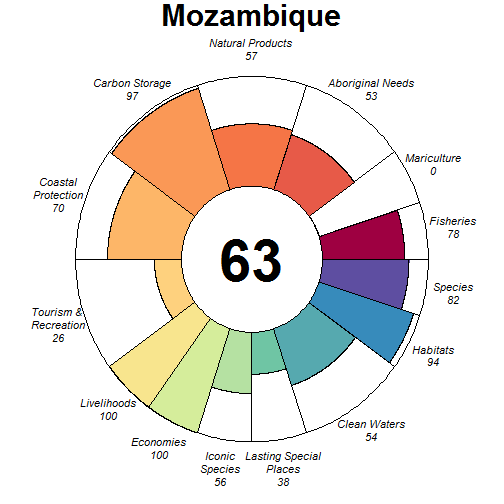 Mozambique
Natural Products
57
Carbon Storage
97
Aboriginal Needs
53
Mariculture
0
Coastal
Protection
70
Fisheries
78
63
Species
82
Tourism &
Recreation
26
Habitats
94
Livelihoods
100
Clean Waters
54
Economies
100
Iconic
Species
56
Lasting Special
Places
38